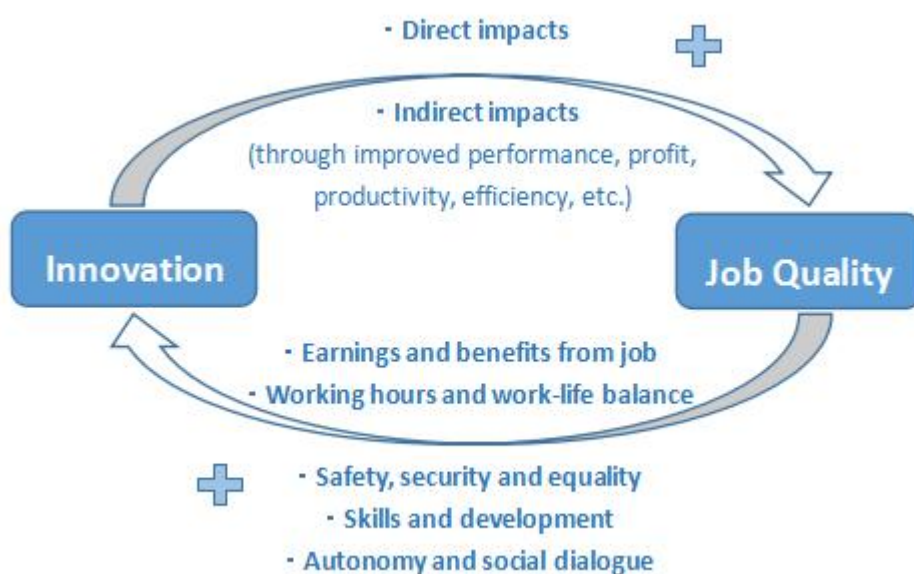 · Direct impacts
· Indirect impacts
(through improved performance, profit,
productivity, efficiency, etc.)
Innovation
Job Quality
· Earnings and benefits from job
· Working hours and work-life balance
· Safety, security and equality
· Skills and development
· Autonomy and social dialogue